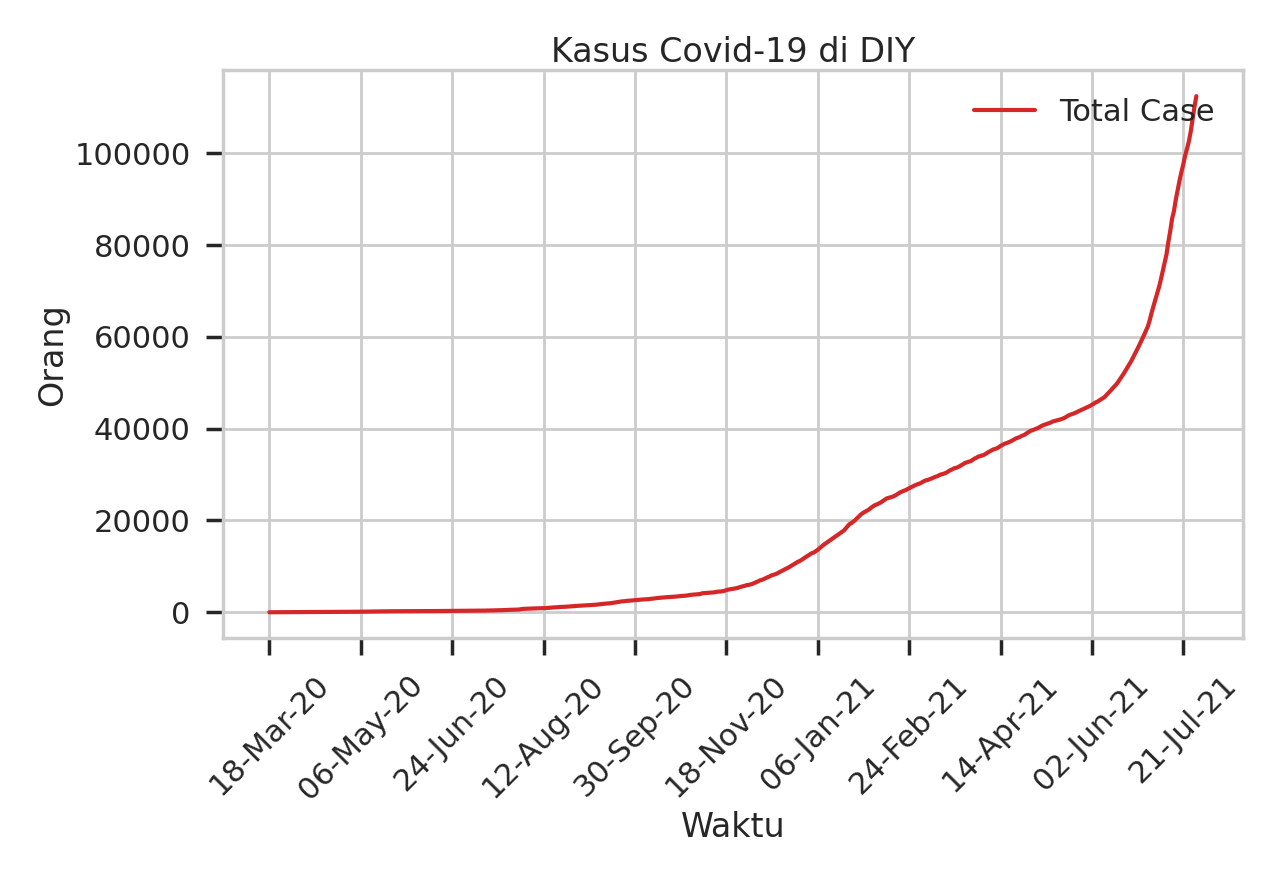 Kasus Covid-19 di DIY
Total Case
100000
80000
60000
40000
20000
0
Orang
18-Mar-20
06-May-20
24-Jun-20
12-Aug-20
30-Sep-20
18-Nov-20
06-Jan-21
24-Feb-21
14-Apr-21
02-Jun-21
21-Jul-21
Waktu